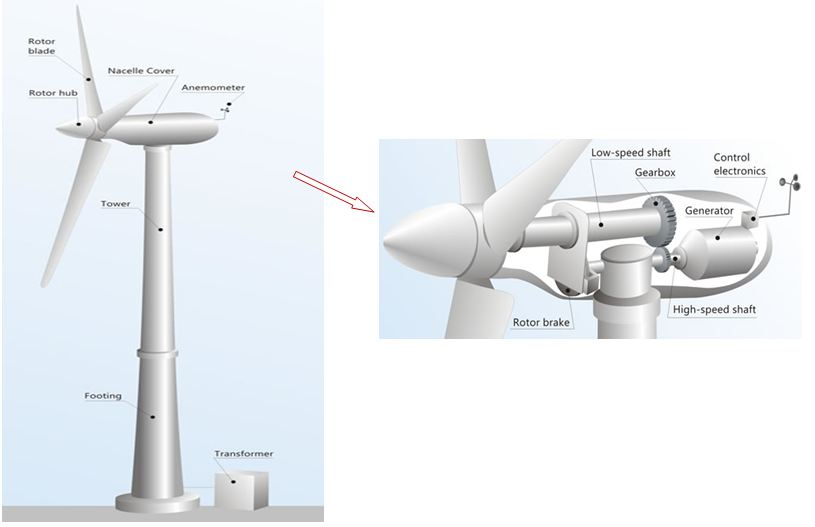 Rotor
blade
Nacelle Cover
Rotor hub
Anemometer
Tower
Footing
Transformer
Low-speed shaft
Gearbox
Control
electronics
Generator
High-speed shaft
Rotor brake